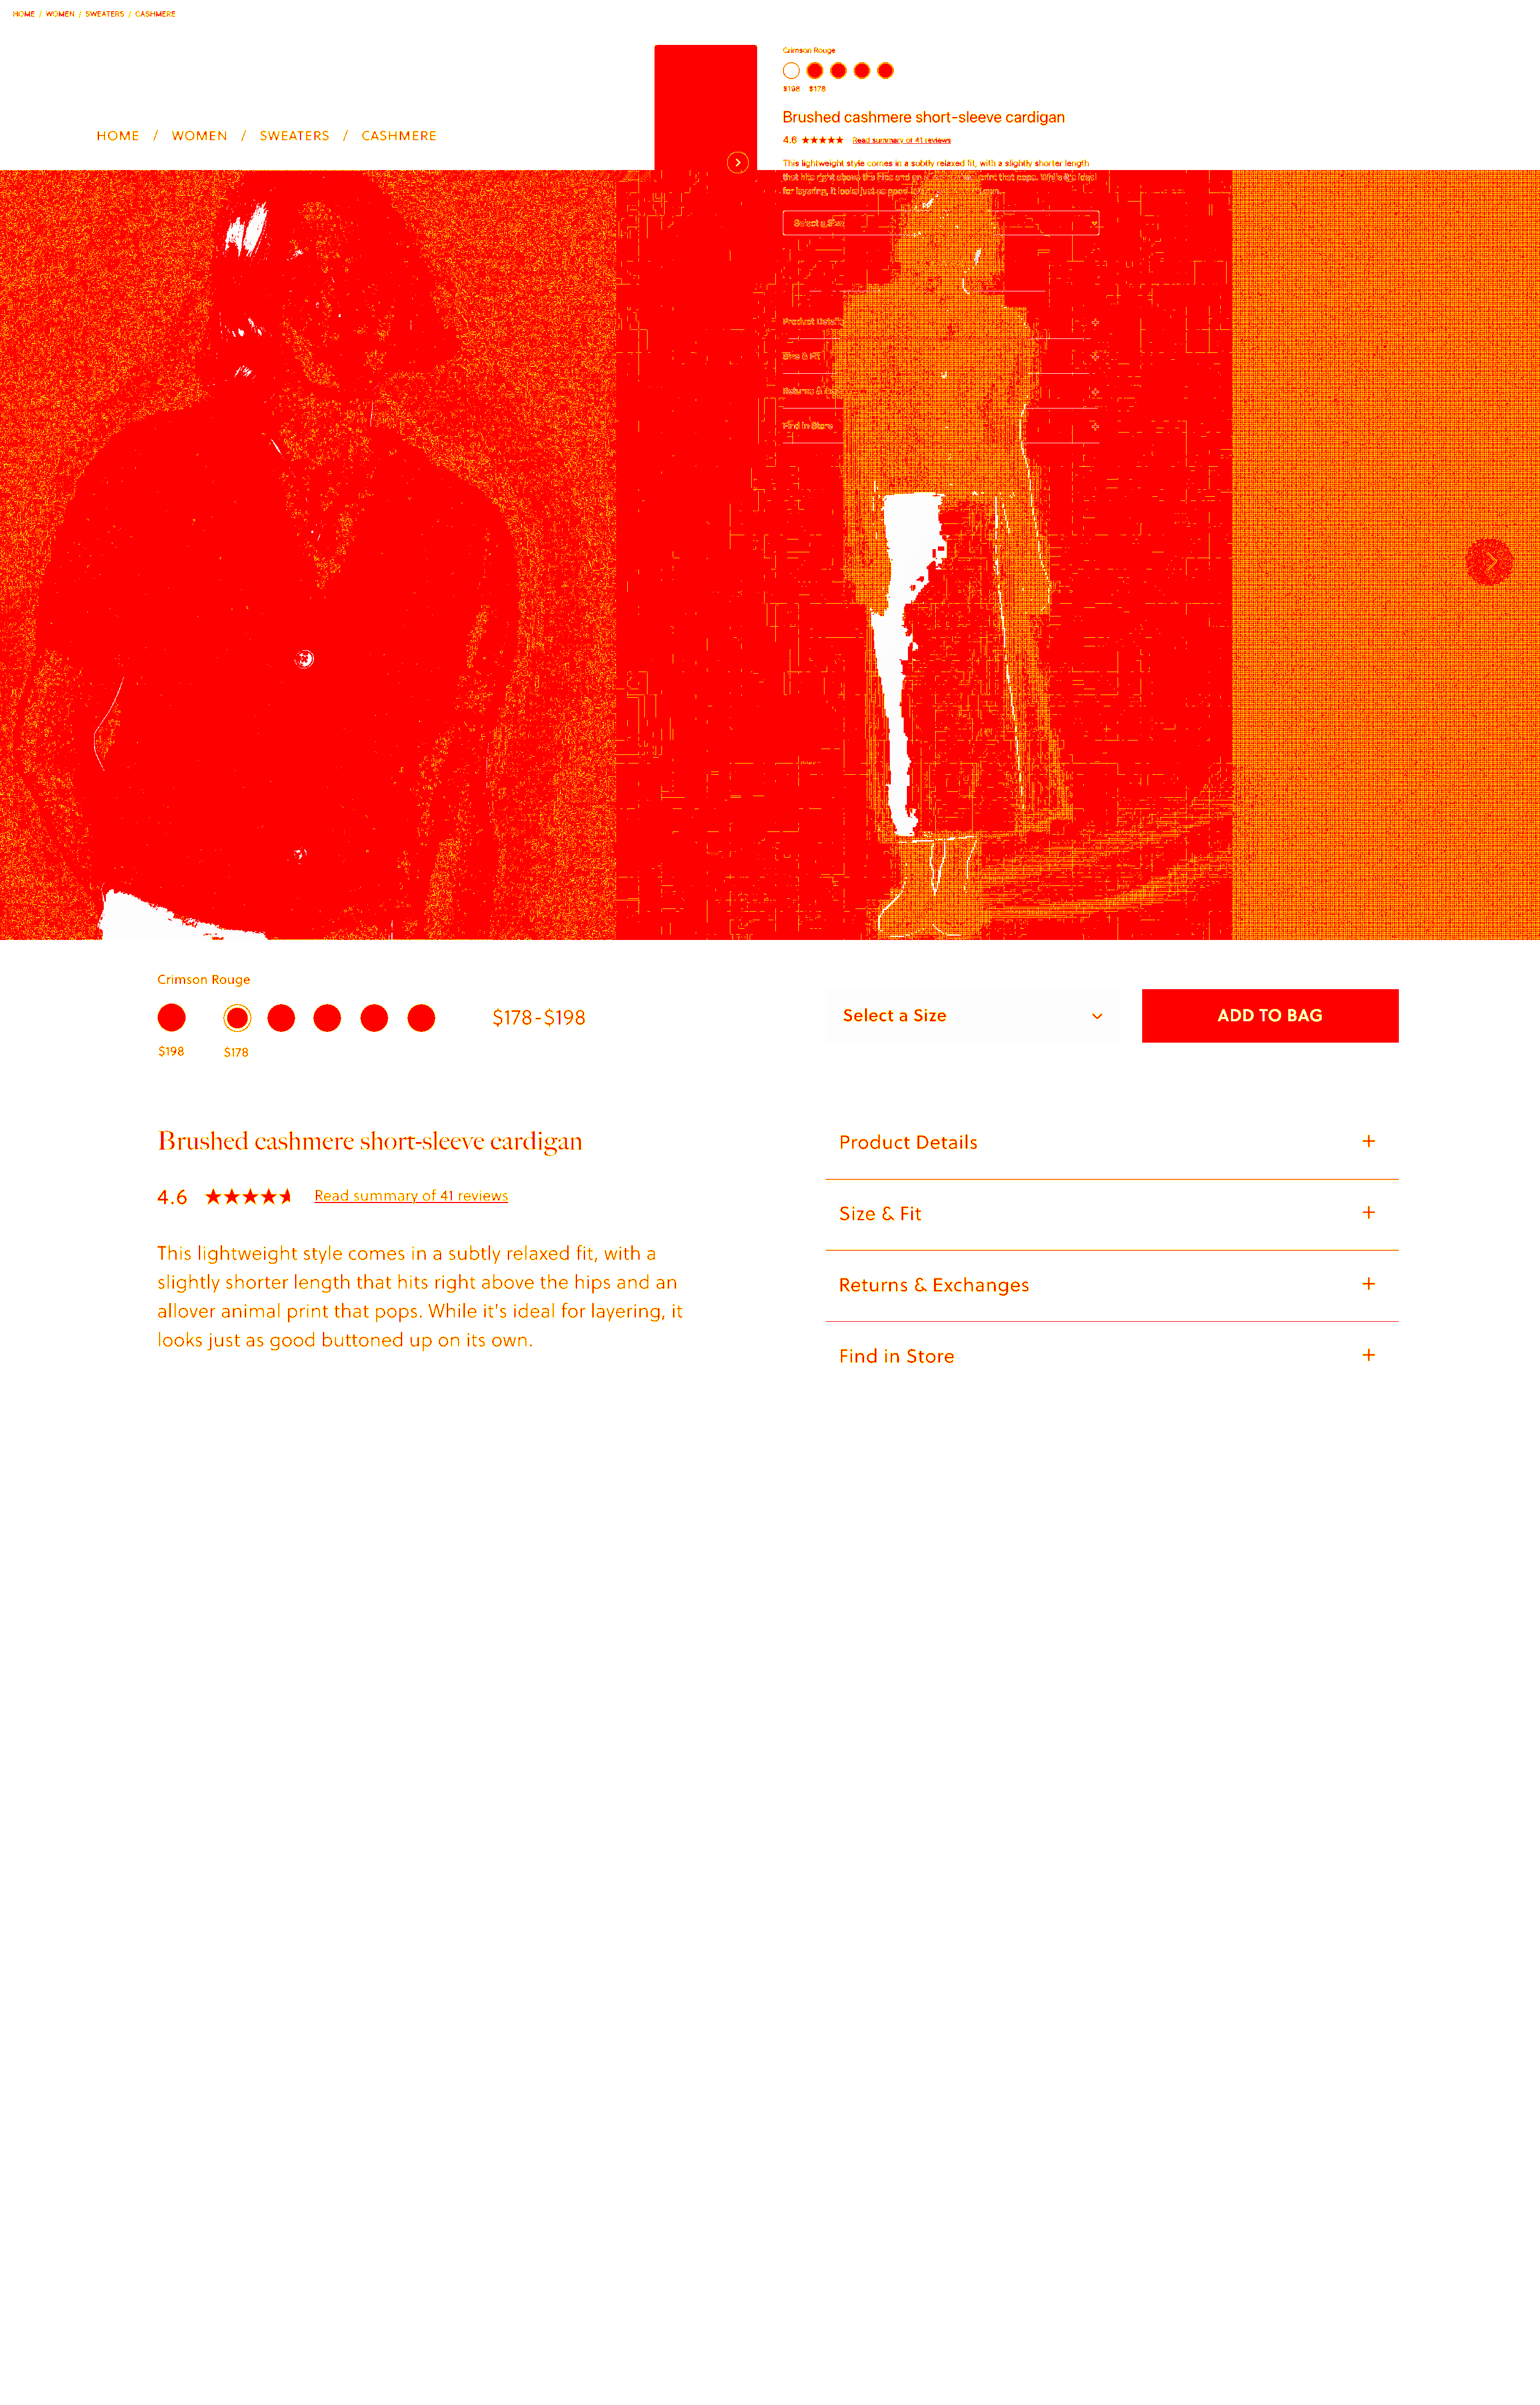 HOME / WOMEN / SWEATERS / CASHMERE
Crimson Rouge
$198 $178
Brushed cashmere short-sleeve cardigan
4.6 ★★★★★ Read summary of 41 reviews
This lightweight style comes in a subtly relaxed fit, with a slightly shorter length
that hits right above the hips and an print that pops. While it's ideal
for layering, it looks just as good own.
Select a Size
Product Details
Size & Fit
Returns &
Find in Store
HOME / WOMEN / SWEATERS / CASHMERE
Crimson Rouge
$178-$198
$198 $178
Select a Size
ADD TO BAG
Brushed cashmere short-sleeve cardigan
4.6 ★★★★★ Read summary of 41 reviews
This lightweight style comes in a subtly relaxed fit, with a
slightly shorter length that hits right above the hips and an
allover animal print that pops. While it's ideal for layering, it
looks just as good buttoned up on its own.
Product Details +
Size & Fit +
Returns & Exchanges +
Find in Store +